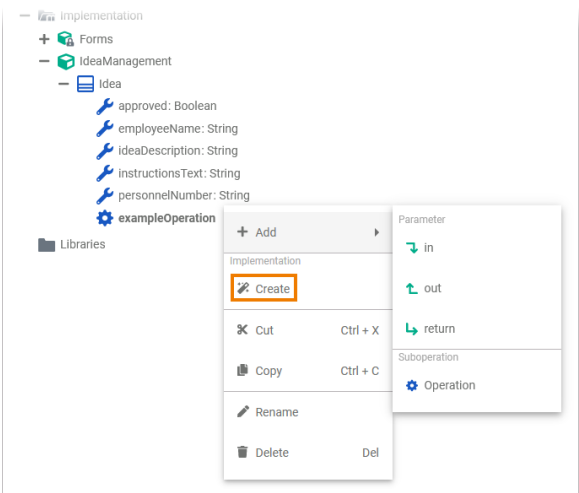 Implementation
Forms
IdeaManagement
Idea
approved: Boolean
employeeName: String
ideaDescription: String
instructionsText: String
personnelNumber: String
exampleOperation
Libraries
Add
Implementation
Create
Cut Ctrl + X
Copy Ctrl + C
Rename
Delete Del
Parameter
in
out
return
Suboperation
Operation